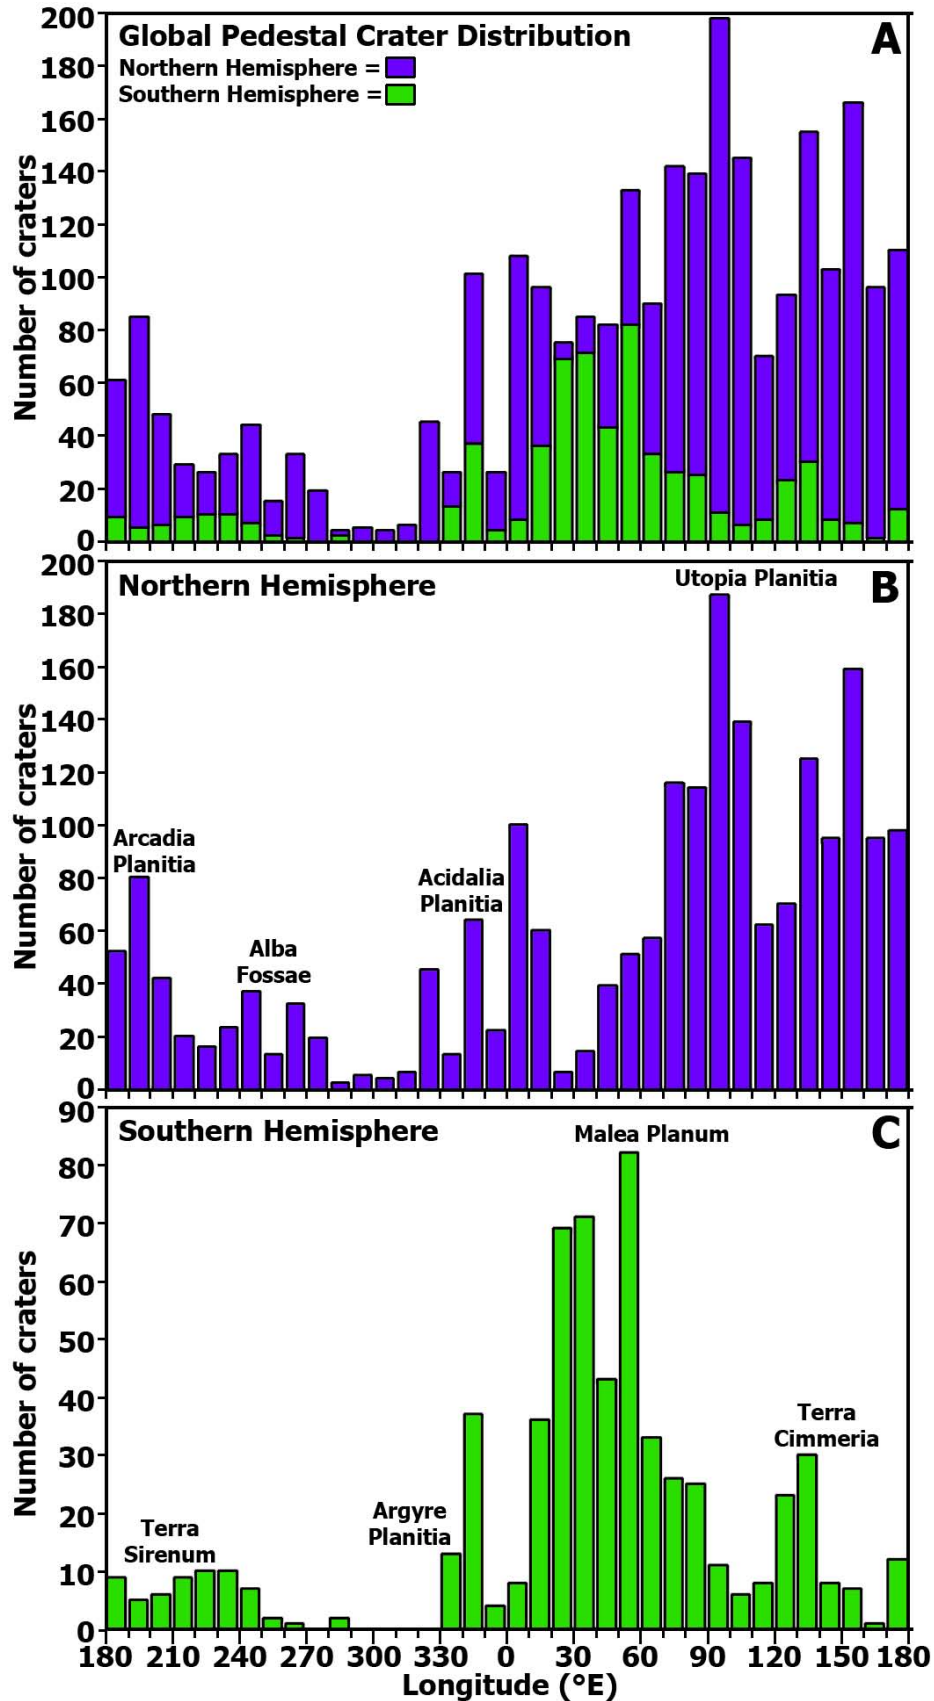 Global Pedestal Crater Distribution
A
Northern Hemisphere =
Southern Hemisphere =
Number of craters
200
180
160
140
120
100
80
60
40
20
0
Northern Hemisphere
B
Utopia Planitia
Arcadia
Planitia
Alba
Fossae
Acidalia
Planitia
Number of craters
200
180
160
140
120
100
80
60
40
20
0
Southern Hemisphere
C
Malea Planum
Terra
Cimmeria
Argyre
Planitia
Terra
Sirenum
Number of craters
90
80
70
60
50
40
30
20
10
0
180 210 240 270 300 330 0 30 60 90 120 150 180
Longitude (°E)